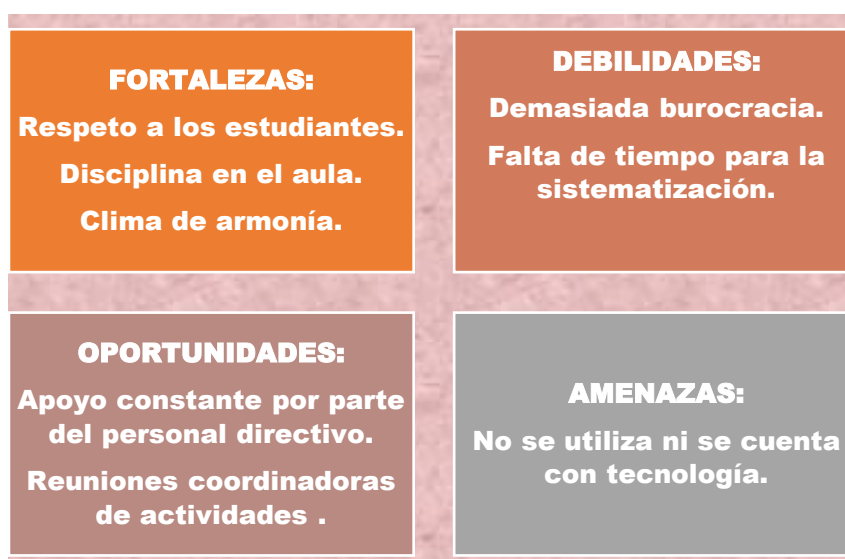 FORTALEZAS:
Respeto a los estudiantes.
Disciplina en el aula.
Clima de armonía.
DEBILIDADES:
Demasiada burocracia.
Falta de tiempo para la
sistematización.
OPORTUNIDADES:
Apoyo constante por parte
del personal directivo.
Reuniones coordinadoras
de actividades .
AMENAZAS:
No se utiliza ni se cuenta
con tecnología.